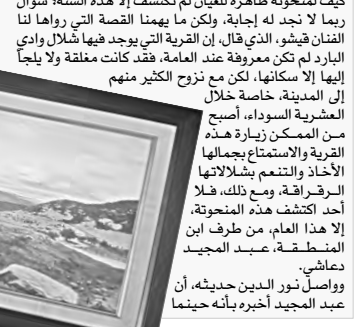 كيف لمنحوتة ظاهرة للعيان لم تكتشف إلا هذه السنة؟ سؤال
ربما لا نجد له إجابة، ولكن ما يهمنا القصة التي رواها لنا
الفنان قيشو، الذي قال، إن القرية التي يوجد فيها شلال وادي
البارد لم تكن معروفة عند العامة، فقد كانت مغلقة ولا يلجأ
إليها إلا سكانها، لكن مع نزوح الكثير منهم
إلى المدينة، خاصة خلال
العشرية السوداء، أصبح
من الممكن زيارة هذه
القرية والاستمتاع بجمالها
الأخاذ والتنعم بشلالاتها
الرقراقة، ومع ذلك، فلا
أحد اكتشف هذه المنحوتة،
إلا هذا العام، من طرف ابن
المنطقة، عبد المجيد
دعاشي.
وواصل نور الدين حديثه، أن
عبد المجيد أخبره بأنه حينما